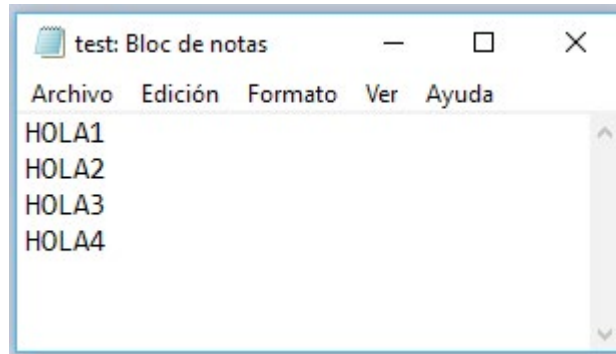 test: Bloc de notas
Archivo Edición Formato Ver Ayuda
HOLA1
HOLA2
HOLA3
HOLA4